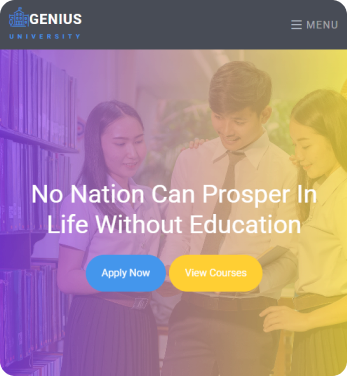 GENIUS
UNIVERSITY
MENU
No Nation Can Prosper In
Life Without Education
Apply Now
View Courses